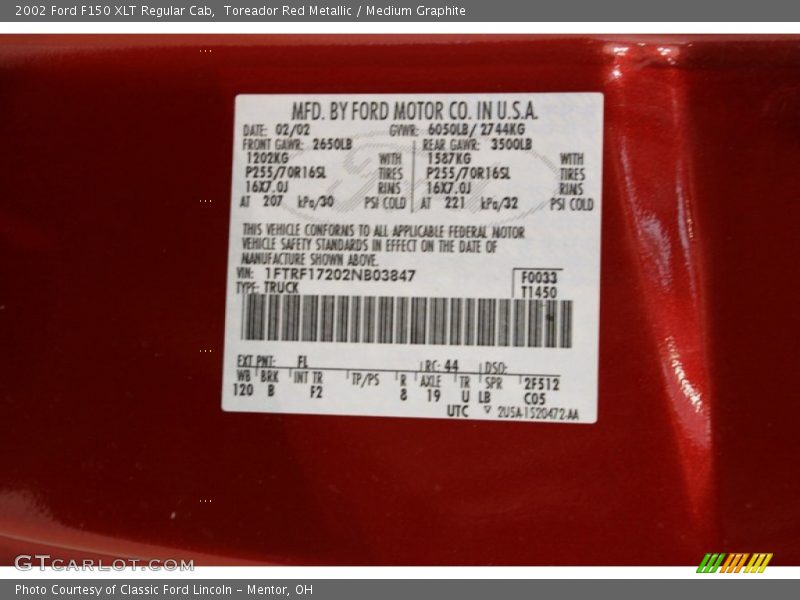 2002 Ford F150 XLT Regular Cab, Toreador Red Metallic / Medium Graphite
MFD. BY FORD MOTOR CO. IN U.S.A.
DATE: 02/02 GVWR: 6050LB/ 2744KG
FRONT GAWR: 2650LB REAR GAWR: 3500LB
1202KG WITH 1587KG WITH
P255/70R16SL TIRES P255/70R16SL TIRES
16X7.0J RIMS 16X7.0J RIMS
AT 207 kPa/30 PSI COLD AT 221 kPa/32 PSI COLD
THIS VEHICLE CONFORMS TO ALL APPLICABLE FEDERAL MOTOR
VEHICLE SAFETY STANDARDS IN EFFECT ON THE DATE OF
MANUFACTURE SHOWN ABOVE.
VIN: 1FTRF17202NB03847 F0033
TYPE: TRUCK T1450
EXT PNT: FL RC: 44 DSO:
WB BRK INT TR TP/PS R AXLE TR SPR 2F512
120 B F2 8 19 U LB C05
UTC 2U5A-1520472-AA
GTCARLOT.COM
Photo Courtesy of Classic Ford Lincoln - Mentor, OH